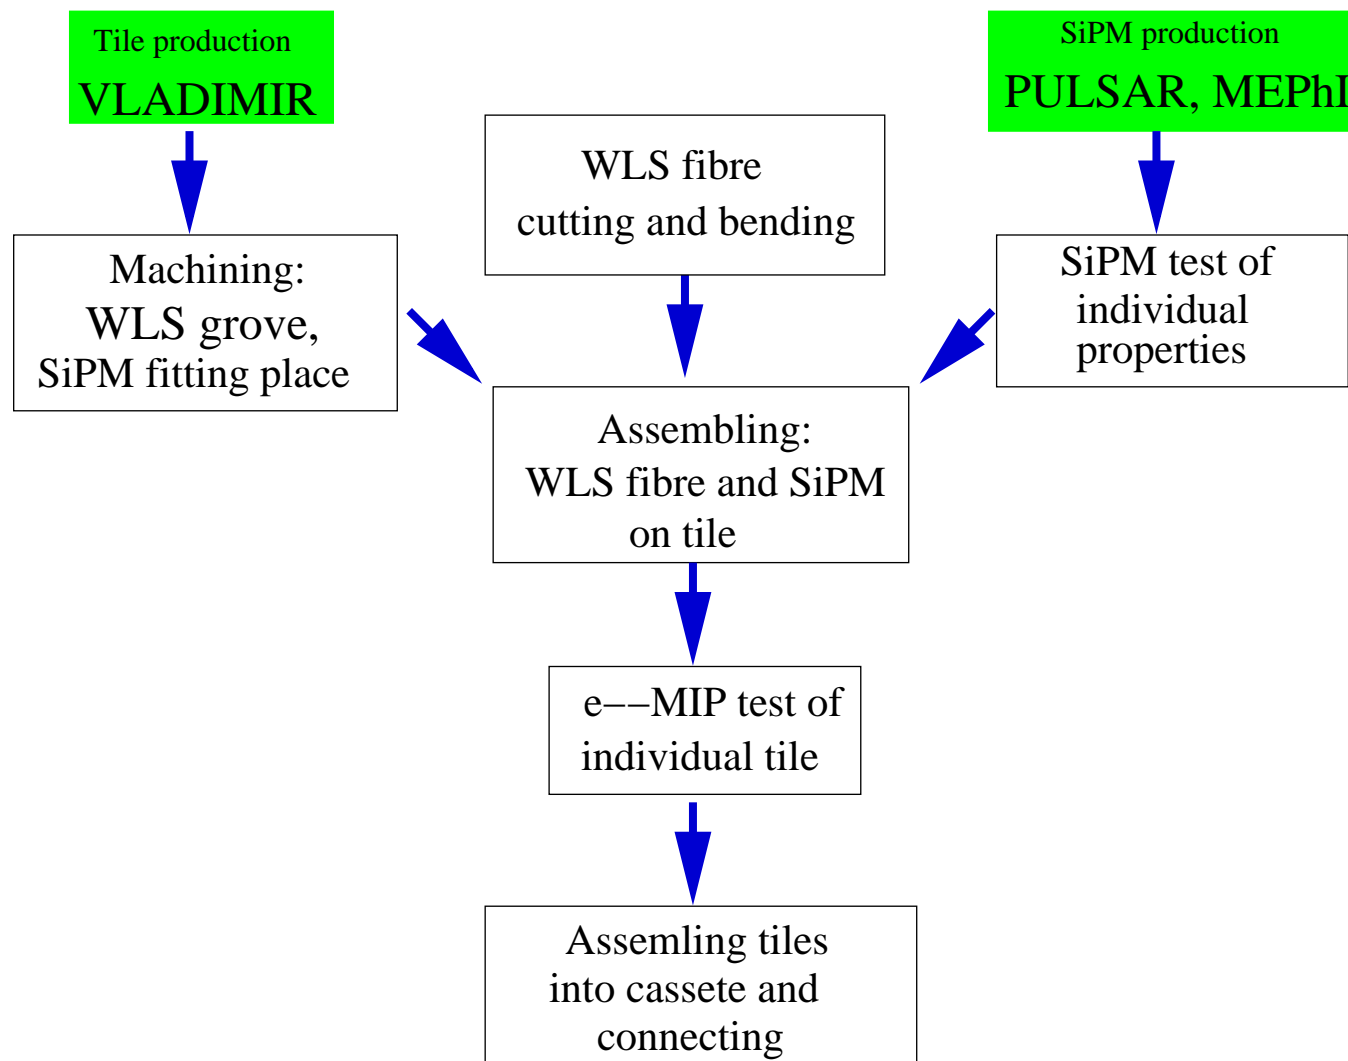 Tile production
VLADIMIR
SiPM production
PULSAR, MEPhI
WLS fibre
cutting and bending
Machining:
WLS grove,
SiPM fitting place
SiPM test of
individual
properties
Assembling:
WLS fibre and SiPM
on tile
e−−MIP test of
individual tile
Assemling tiles
into cassete and
connecting